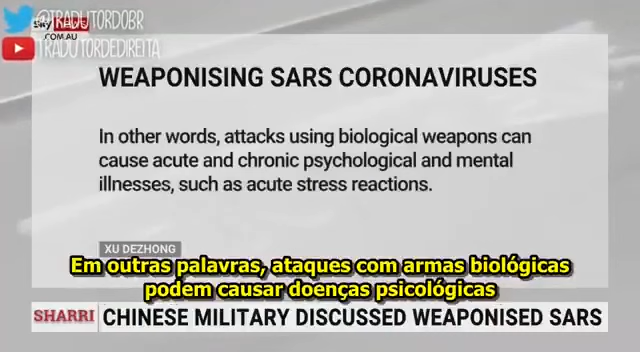 @TRADUTORDOBR
sky news
.COM.AU
TRADUTORDEDIREITA
WEAPONISING SARS CORONAVIRUSES
In other words, attacks using biological weapons can
cause acute and chronic psychological and mental
illnesses, such as acute stress reactions.
XU DEZHONG
Em outras palavras, ataques com armas biológicas
podem causar doenças psicológicas
SHARRI CHINESE MILITARY DISCUSSED WEAPONISED SARS